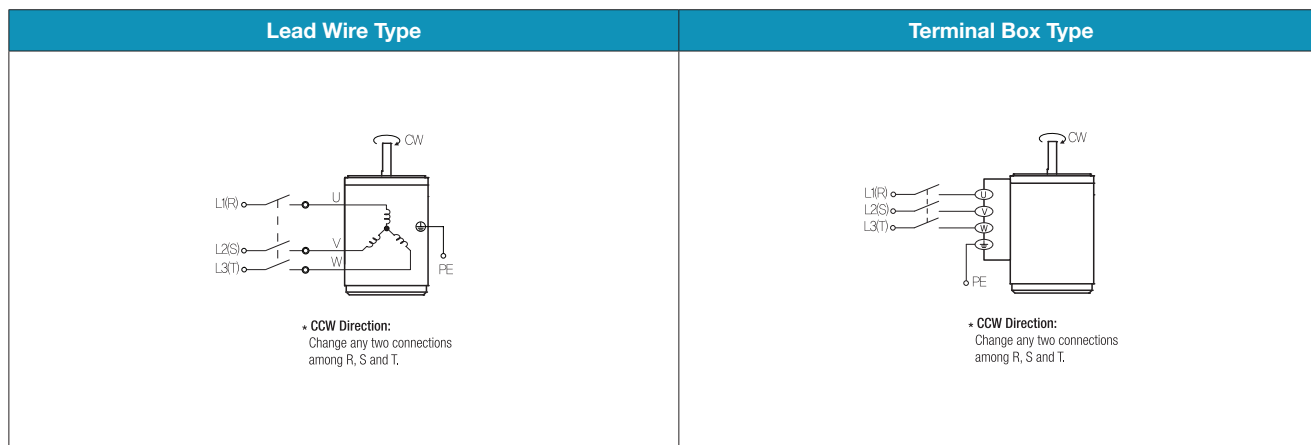 Lead Wire Type
Terminal Box Type
CW
L1(R)
U
L2(S)
V
L3(T)
W
PE
* CCW Direction:
Change any two connections
among R, S and T.
CW
L1(R)
U
L2(S)
V
L3(T)
W
PE
* CCW Direction:
Change any two connections
among R, S and T.